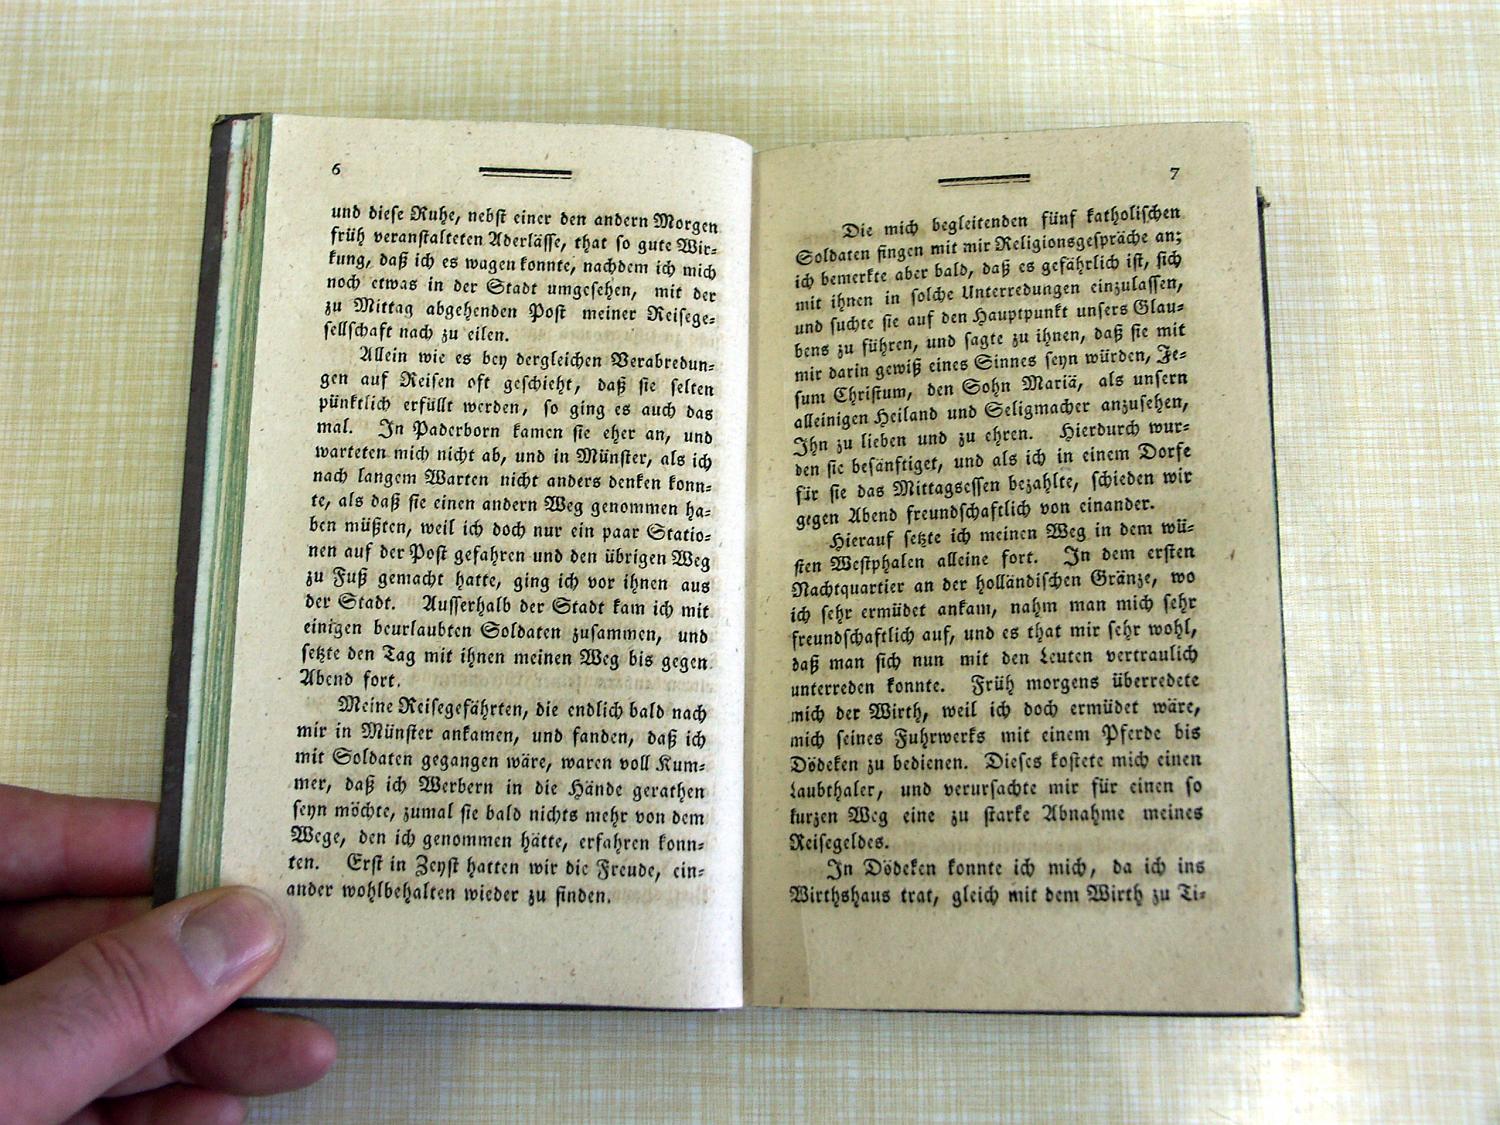 6
und dieſe Ruhe, nebſt einer den andern Morgen
früh veranſtalteten Aderläſſe, that ſo gute Wir⸗
kung, daß ich es wagen konnte, nachdem ich mich
noch etwas in der Stadt umgeſehen, mit der
zu Mittag abgehenden Poſt meiner Reiſege⸗
ſellſchaft nach zu eilen.
Allein wie es bey dergleichen Verabredun⸗
gen auf Reiſen oft geſchieht, daß ſie ſelten
pünktlich erfüllt werden, ſo ging es auch das
mal. In Paderborn kamen ſie eher an, und
warteten mich nicht ab, und in Münſter, als ich
nach langem Warten nicht anders denken konn⸗
te, als daß ſie einen andern Weg genommen ha⸗
ben müßten, weil ich doch nur ein paar Statio⸗
nen auf der Poſt gefahren und den übrigen Weg
zu Fuß gemacht hatte, ging ich vor ihnen aus
der Stadt. Auſſerhalb der Stadt kam ich mit
einigen beurlaubten Soldaten zuſammen, und
ſetzte den Tag mit ihnen meinen Weg bis gegen
Abend fort.
Meine Reiſegefährten, die endlich bald nach
mir in Münſter ankamen, und fanden, daß ich
mit Soldaten gegangen wäre, waren voll Kum⸗
mer, daß ich Werbern in die Hände gerathen
ſeyn möchte, zumal ſie bald nichts mehr von dem
Wege, den ich genommen hätte, erfahren konn⸗
ten. Erſt in Zeyſt hatten wir die Freude, ein⸗
ander wohlbehalten wieder zu finden.
7
Die mich begleitenden fünf katholiſchen
Soldaten fingen mit mir Religionsgeſpräche an;
ich bemerkte aber bald, daß es gefährlich iſt, ſich
mit ihnen in ſolche Unterredungen einzulaſſen,
und ſuchte ſie auf den Hauptpunkt unſers Glau⸗
bens zu führen, und ſagte zu ihnen, daß ſie mit
mir darin gewiß eines Sinnes ſeyn würden, Je⸗
ſum Chriſtum, den Sohn Mariä, als unſern
alleinigen Heiland und Seligmacher anzuſehen,
Ihn zu lieben und zu ehren. Hierdurch wur⸗
den ſie beſänftiget, und als ich in einem Dorfe
für ſie das Mittagseſſen bezahlte, ſchieden wir
gegen Abend freundſchaftlich von einander.
Hierauf ſetzte ich meinen Weg in dem wü⸗
ſten Weſtphalen alleine fort. In dem erſten
Nachtquartier an der holländiſchen Gränze, wo
ich ſehr ermüdet ankam, nahm man mich ſehr
freundſchaftlich auf, und es that mir ſehr wohl,
daß man ſich nun mit den Leuten vertraulich
unterreden konnte. Früh morgens überredete
mich der Wirth, weil ich doch ermüdet wäre,
mich ſeines Fuhrwerks mit einem Pferde bis
Dödeken zu bedienen. Dieſes koſtete mich einen
Laubthaler, und verurſachte mir für einen ſo
kurzen Weg eine zu ſtarke Abnahme meines
Reiſegeldes.
In Dödeken konnte ich mich, da ich ins
Wirthshaus trat, gleich mit dem Wirth zu Ti⸗